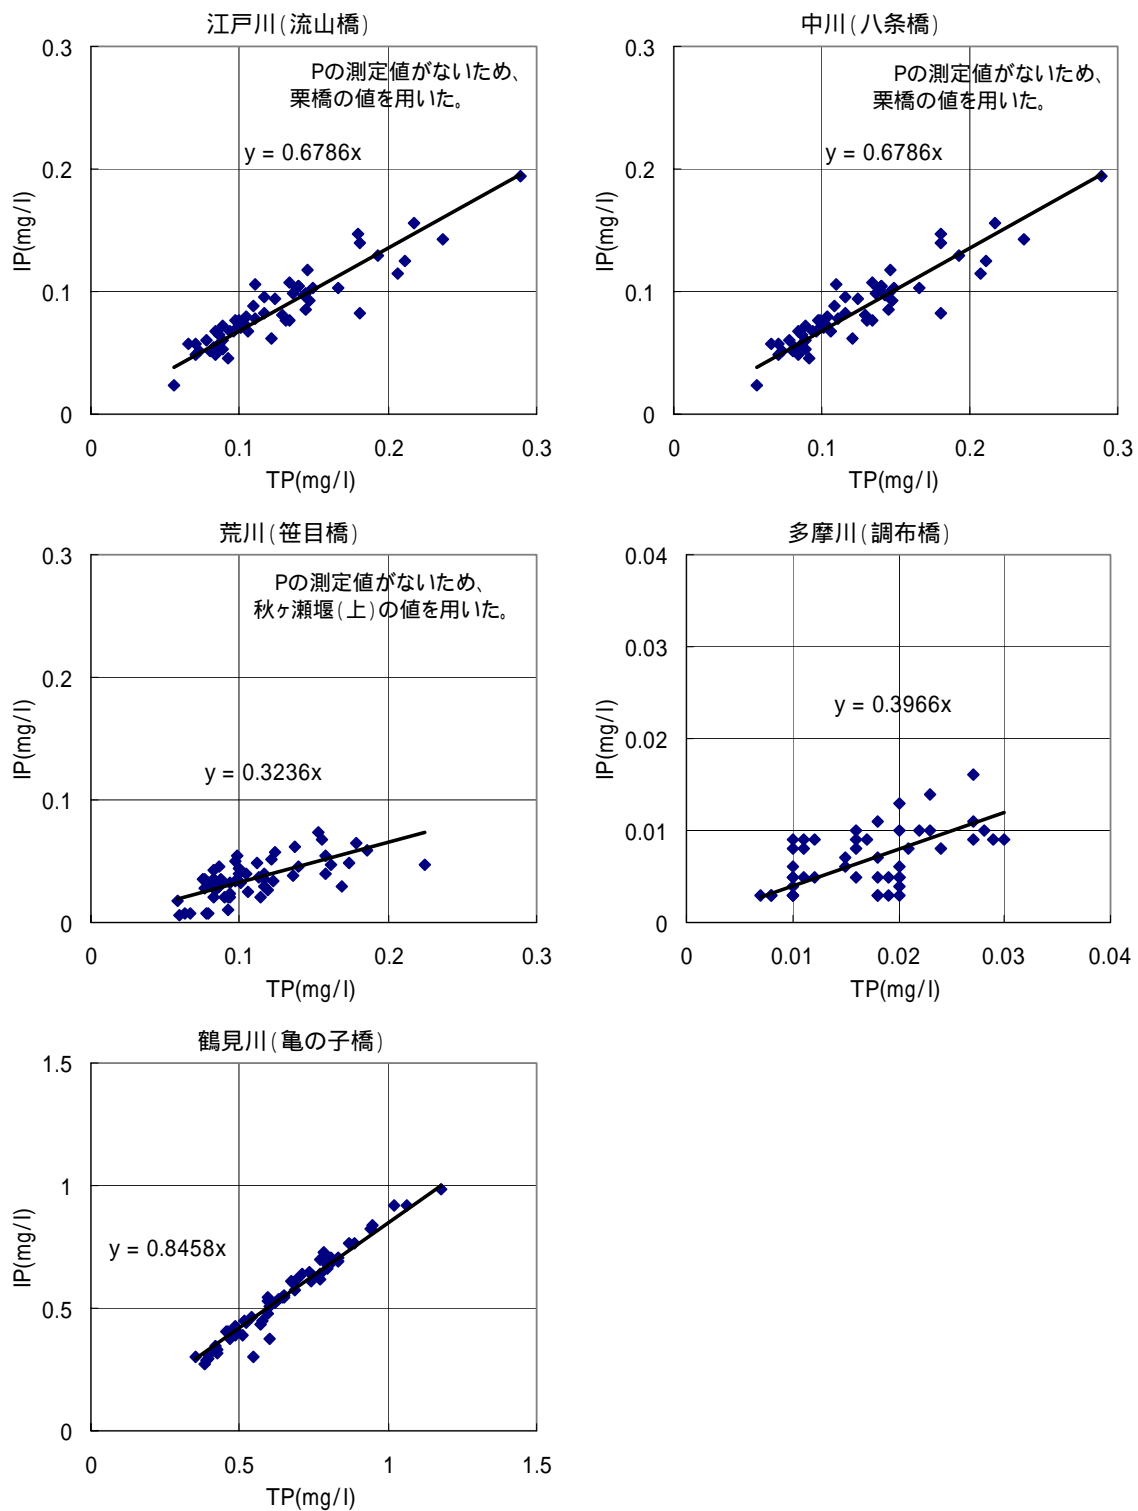 江戸川(流山橋)
0.3
Pの測定値がないため、
栗橋の値を用いた。
y = 0.6786x
0.2
IP(mg/l)
0.1
0
0
0.1
0.2
0.3
TP(mg/l)
中川(八条橋)
0.3
Pの測定値がないため、
栗橋の値を用いた。
y = 0.6786x
0.2
IP(mg/l)
0.1
0
0
0.1
0.2
0.3
TP(mg/l)
荒川(笹目橋)
0.3
Pの測定値がないため、
秋ヶ瀬堰(上)の値を用いた。
0.2
IP(mg/l)
y = 0.3236x
0.1
0
0
0.1
0.2
0.3
TP(mg/l)
多摩川(調布橋)
0.04
0.03
y = 0.3966x
IP(mg/l)
0.02
0.01
0
0
0.01
0.02
0.03
0.04
TP(mg/l)
鶴見川(亀の子橋)
1.5
1
y = 0.8458x
IP(mg/l)
0.5
0
0
0.5
1
1.5
TP(mg/l)